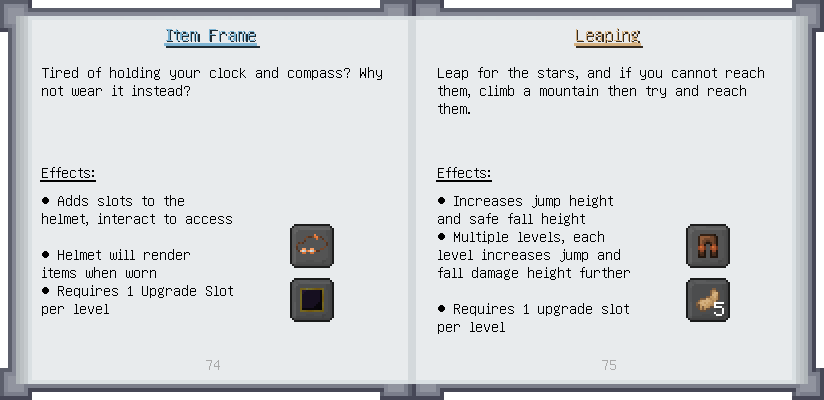 Item Frame
Tired of holding your clock and compass? Why
not wear it instead?
Effects:
● Adds slots to the
helmet, interact to access
● Helmet will render
items when worn
● Requires 1 Upgrade Slot
per level
74
Leaping
Leap for the stars, and if you cannot reach
them, climb a mountain then try and reach
them.
Effects:
● Increases jump height
and safe fall height
● Multiple levels, each
level increases jump and
fall damage height further
● Requires 1 upgrade slot
per level
5
75